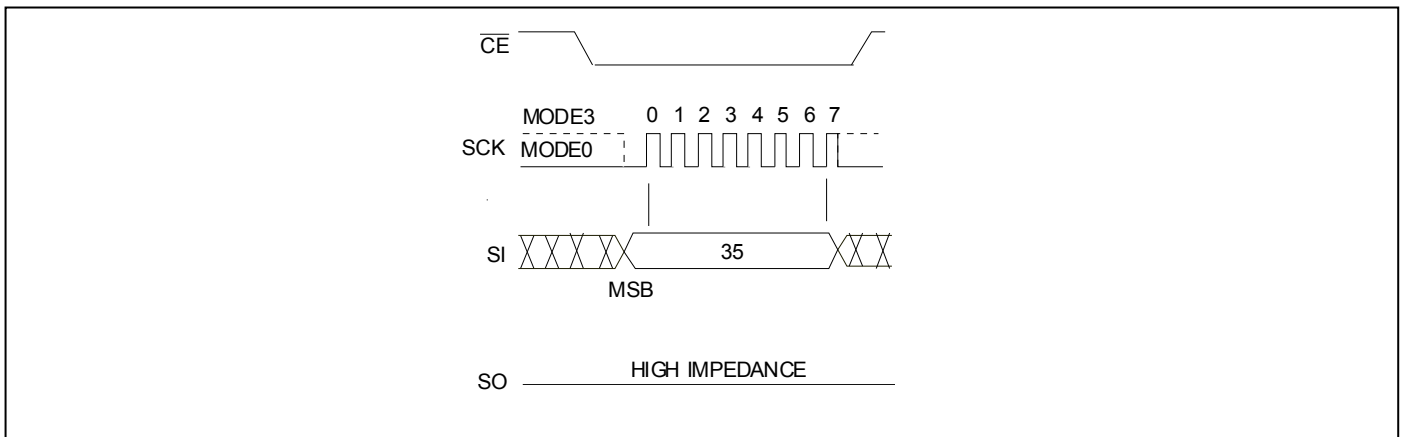 CE
MODE3 0 1 2 3 4 5 6 7
SCK MODE0
SI 35
MSB
SO HIGH IMPEDANCE